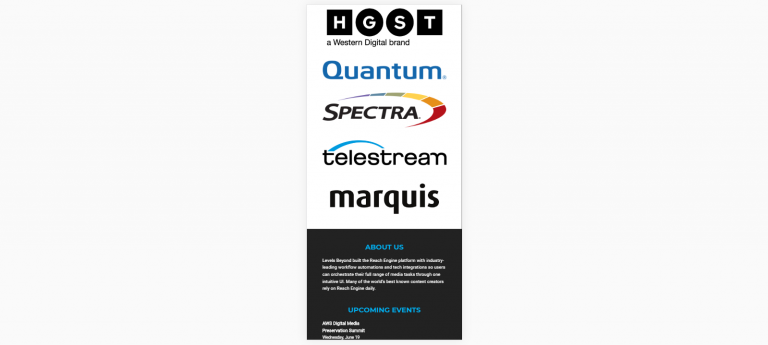 HGST
a Western Digital brand
Quantum®
SPECTRA
telestream
marquis
ABOUT US
Levels Beyond built the Reach Engine platform with industry-
leading workflow automations and tech integrations so users
can orchestrate their full range of media tasks through one
intuitive UI. Many of the world's best known content creators
rely on Reach Engine daily.
UPCOMING EVENTS
AWS Digital Media
Preservation Summit
Wednesday, June 19